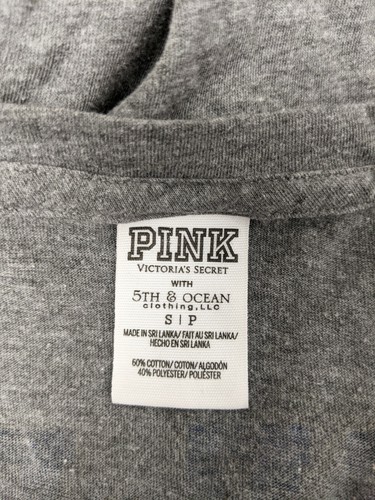 PINK
VICTORIA'S SECRET
WITH
5TH & OCEAN
clothing, LLC
S | P
MADE IN SRI LANKA/ FAIT AU SRI LANKA/
HECHO EN SRI LANKA
60% COTTON/ COTON/ ALGODÓN
40% POLYESTER/ POLIÉSTER